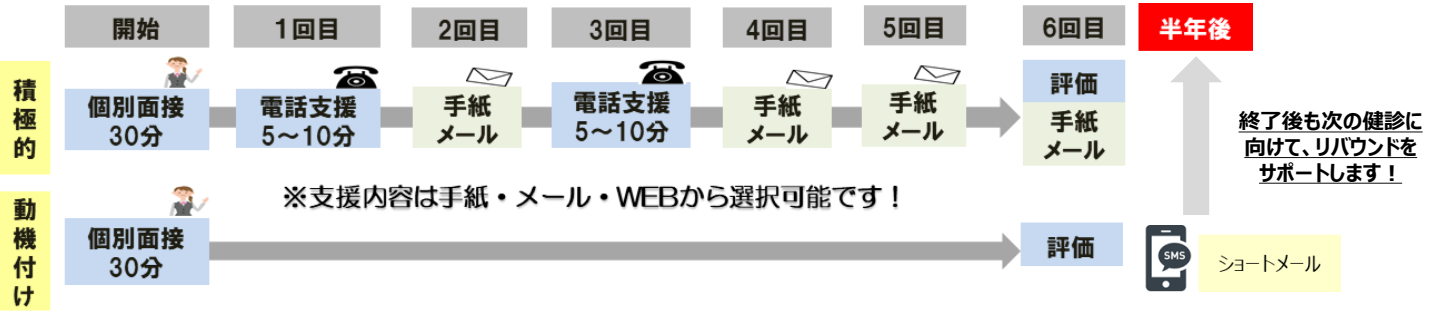 開始
1回目
2回目
3回目
4回目
5回目
6回目
半年後
積
極
的
個別面接
30分
電話支援
5～10分
手紙
メール
電話支援
5～10分
手紙
メール
手紙
メール
評価
手紙
メール
終了後も次の健診に
向けて、リバウンドを
サポートします！
※支援内容は手紙・メール・WEBから選択可能です！
動
機
付
け
個別面接
30分
評価
SMS
ショートメール